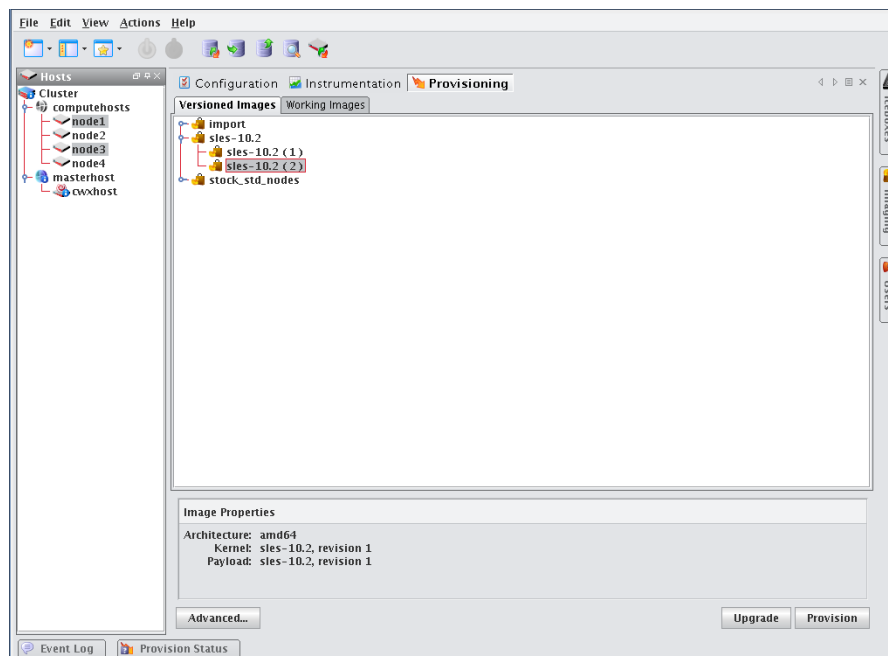 File Edit View Actions Help
Hosts
Configuration Instrumentation Provisioning
Cluster
computehosts
node1
node2
node3
node4
masterhost
cwxhost
Versioned Images Working Images
import
sles-10.2
sles-10.2 (1)
sles-10.2 (2)
stock_std_nodes
Imaging
Users
Image Properties
Architecture: amd64
Kernel: sles-10.2, revision 1
Payload: sles-10.2, revision 1
Advanced... Upgrade Provision
Event Log Provision Status